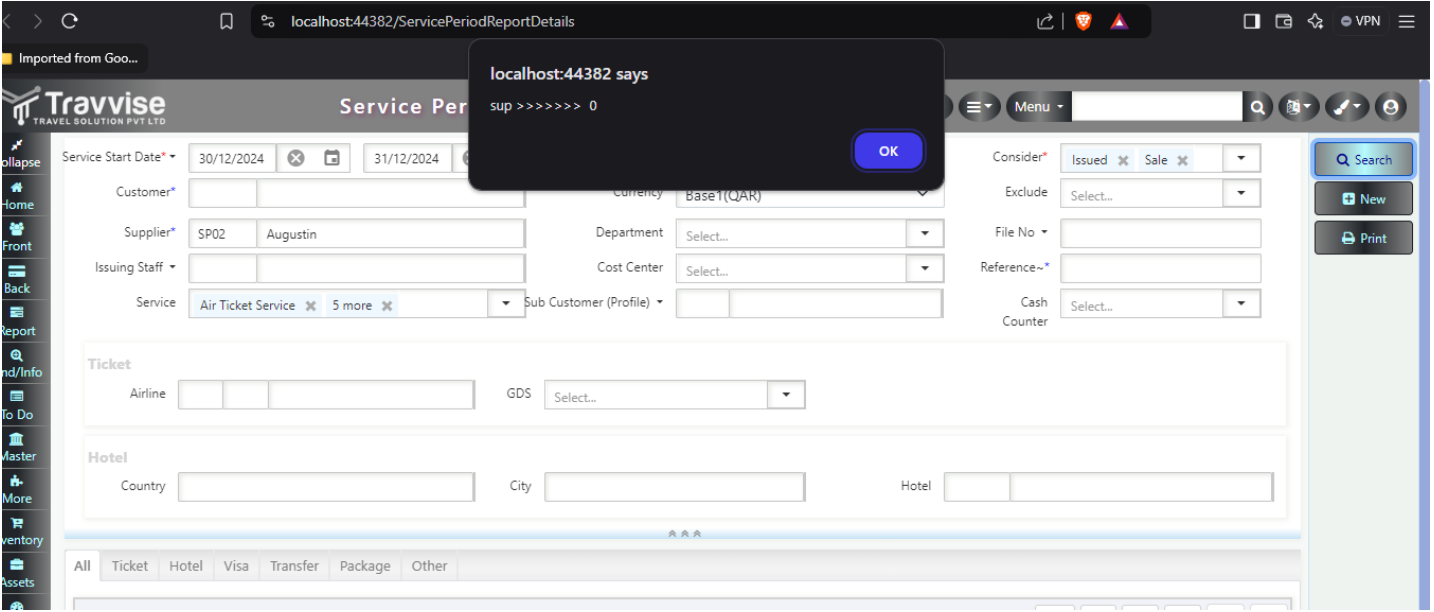 localhost:44382/ServicePeriodReportDetails
VPN
Imported from Goo...
localhost:44382 says
sup >>>>>>> 0
OK
Travvise
TRAVEL SOLUTION PVT LTD
Service Per
Menu
ollapse
Home
Front
Back
Report
nd/Info
To Do
Master
More
ventory
Assets
Service Start Date* 30/12/2024 31/12/2024 Consider* Issued Sale
Customer* Currency Base1(QAR) Exclude Select...
Supplier* SP02 Augustin Department Select... File No
Issuing Staff Cost Center Select... Reference~*
Service Air Ticket Service 5 more Sub Customer (Profile) Cash Counter Select...
Search
New
Print
Ticket
Airline GDS Select...
Hotel
Country City Hotel
All Ticket Hotel Visa Transfer Package Other